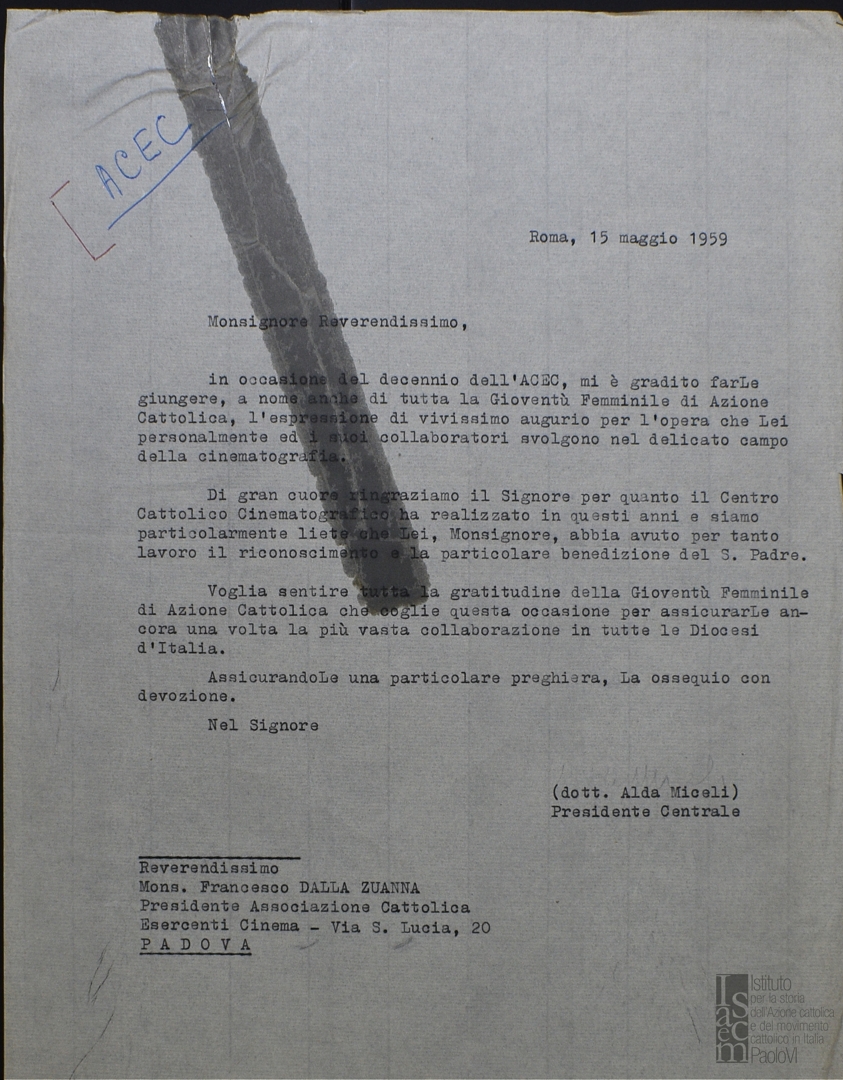 ACEC
Roma, 15 maggio 1959
Monsignore Reverendissimo,
in occasione del decennio dell'ACEC, mi è gradito farLe
giungere, a nome anche di tutta la Gioventù Femminile di Azione
Cattolica, l'espressione di vivissimo augurio per l'opera che Lei
personalmente ed i suoi collaboratori svolgono nel delicato campo
della cinematografia.
Di gran cuore ringraziamo il Signore per quanto il Centro
Cattolico Cinematografico ha realizzato in questi anni e siamo
particolarmente liete che Lei, Monsignore, abbia avuto per tanto
lavoro il riconoscimento e la particolare benedizione del S. Padre.
Voglia sentire tutta la gratitudine della Gioventù Femminile
di Azione Cattolica che coglie questa occasione per assicurarLe an-
cora una volta la più vasta collaborazione in tutte le Diocesi
d'Italia.
AssicurandoLe una particolare preghiera, La ossequio con
devozione.
Nel Signore
(dott. Alda Miceli)
Presidente Centrale
Reverendissimo
Mons. Francesco DALLA ZUANNA
Presidente Associazione Cattolica
Esercenti Cinema - Via S. Lucia, 20
P A D O V A
Isacem
Istituto
per la storia
dell'Azione cattolica
e del movimento
cattolico in Italia
PaoloVI